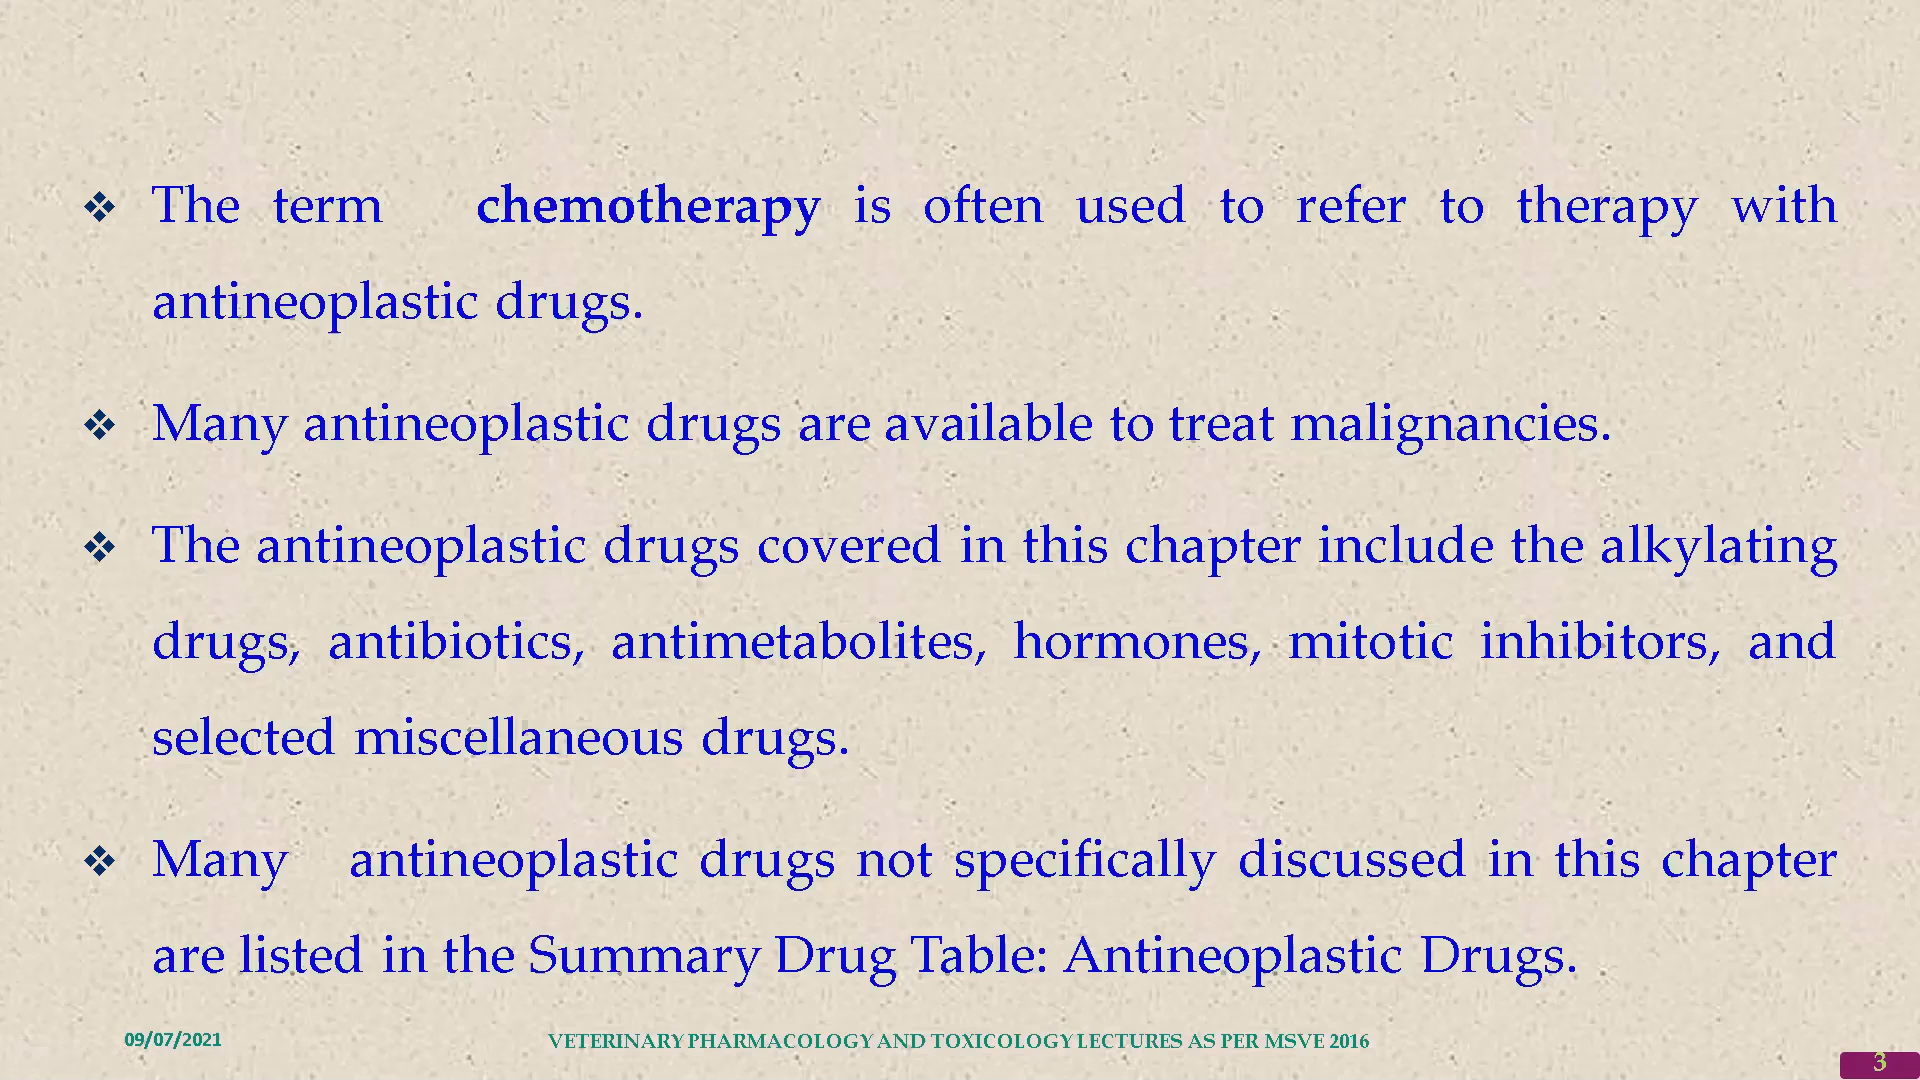 ❖ The term chemotherapy is often used to refer to therapy with
antineoplastic drugs.
❖ Many antineoplastic drugs are available to treat malignancies.
❖ The antineoplastic drugs covered in this chapter include the alkylating
drugs, antibiotics, antimetabolites, hormones, mitotic inhibitors, and
selected miscellaneous drugs.
❖ Many antineoplastic drugs not specifically discussed in this chapter
are listed in the Summary Drug Table: Antineoplastic Drugs.
09/07/2021
VETERINARY PHARMACOLOGY AND TOXICOLOGY LECTURES AS PER MSVE 2016
3